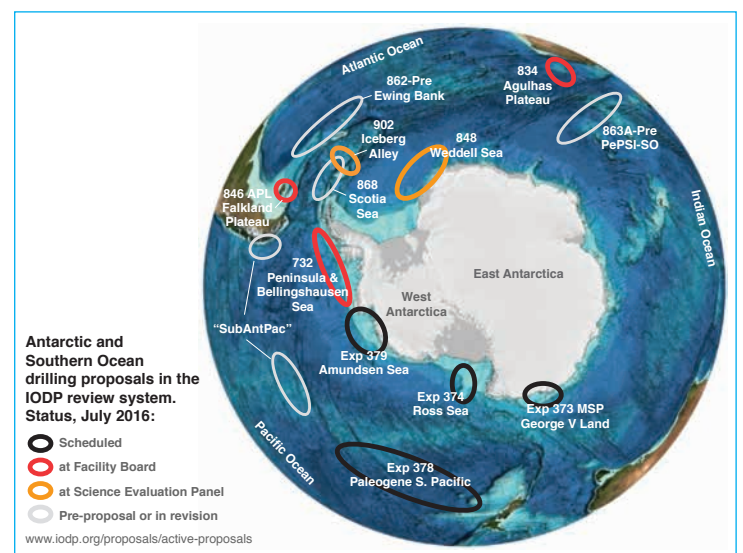 Atlantic Ocean
862-Pre
Ewing Bank
834
Agulhas
Plateau
902
Iceberg
Alley
848
Weddell Sea
863A-Pre
PePSI-SO
846 APL
Falkland
Plateau
868
Scotia
Sea
Indian Ocean
732
Peninsula &
Bellingshausen
Sea
East Antarctica
West
Antarctica
"SubAntPac"
Exp 379
Amundsen Sea
Exp 374
Ross Sea
Exp 373 MSP
George V Land
Pacific Ocean
Exp 378
Paleogene S. Pacific
Antarctic and
Southern Ocean
drilling proposals in the
IODP review system.
Status, July 2016:
Scheduled
at Facility Board
at Science Evaluation Panel
Pre-proposal or in revision
www.iodp.org/proposals/active-proposals